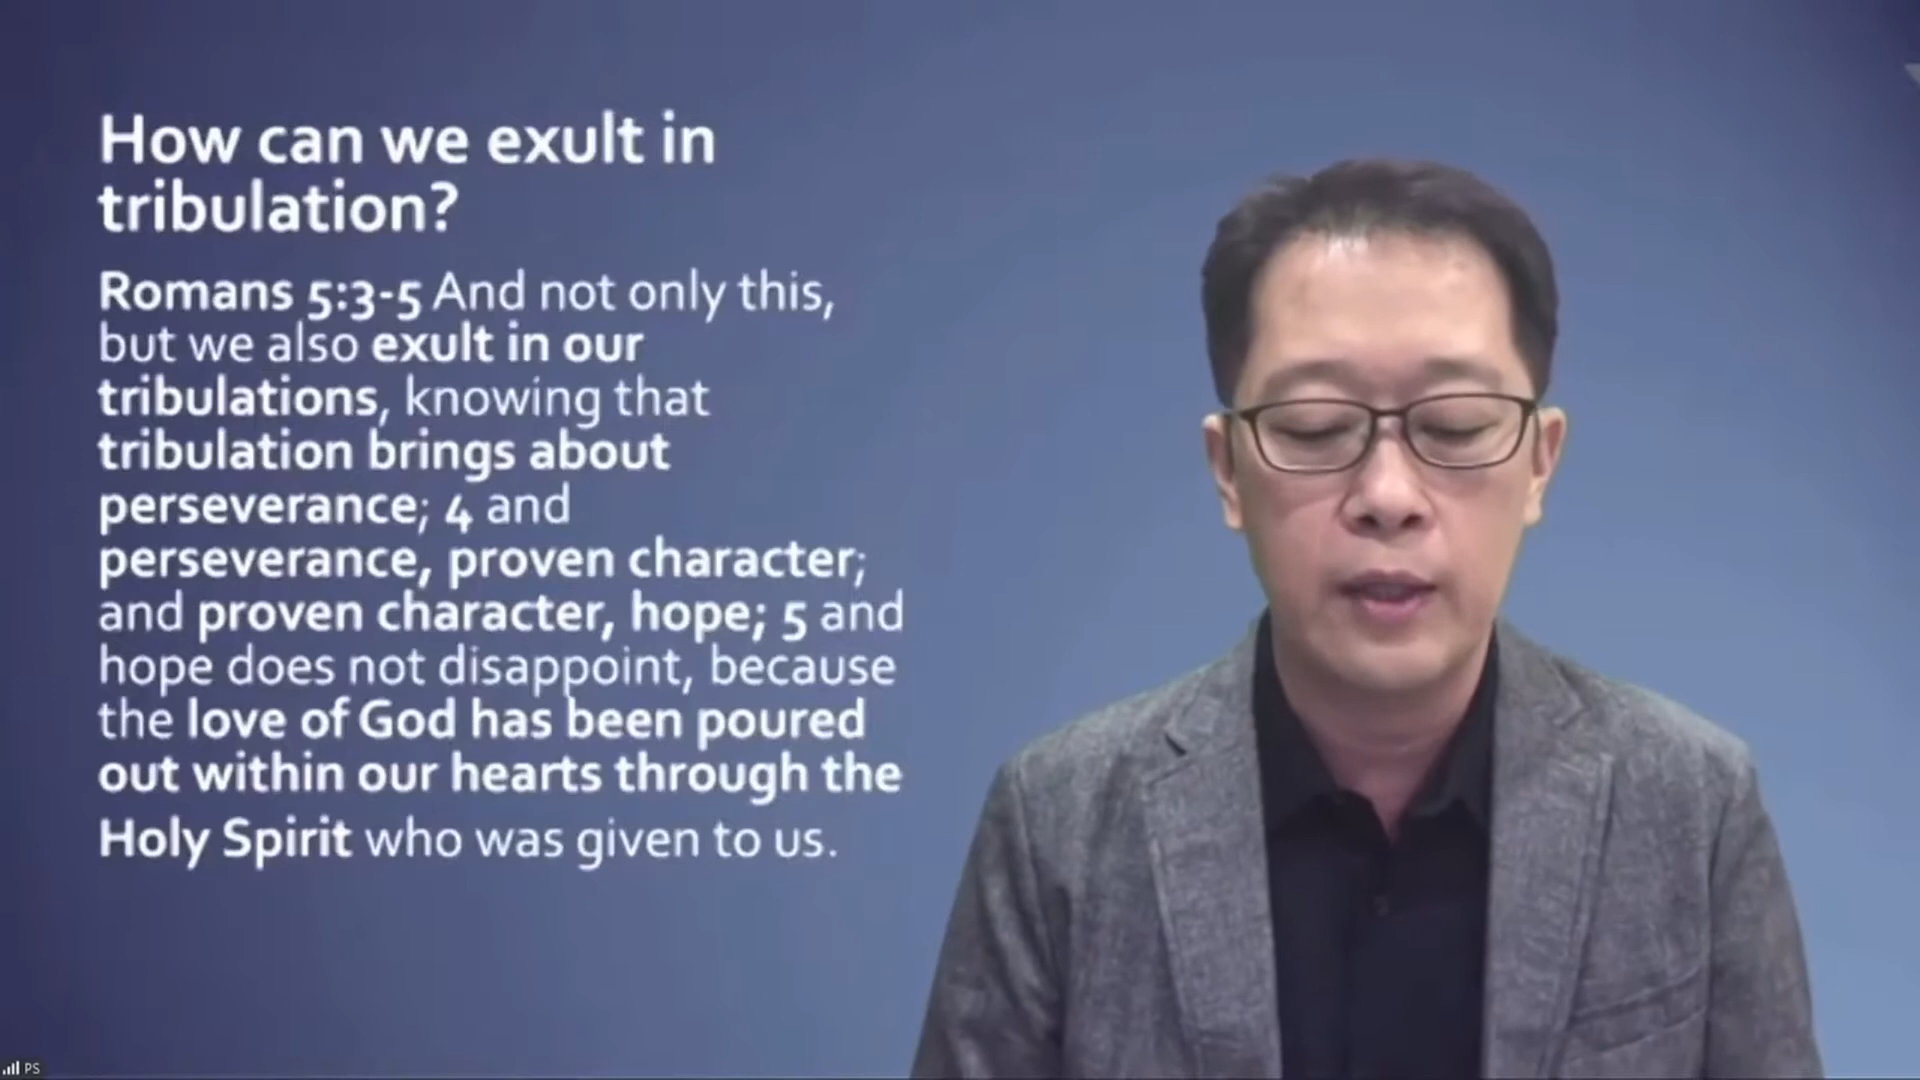 How can we exult in
tribulation?
Romans 5:3-5 And not only this,
but we also exult in our
tribulations, knowing that
tribulation brings about
perseverance; 4 and
perseverance, proven character;
and proven character, hope; 5 and
hope does not disappoint, because
the love of God has been poured
out within our hearts through the
Holy Spirit who was given to us.
PS